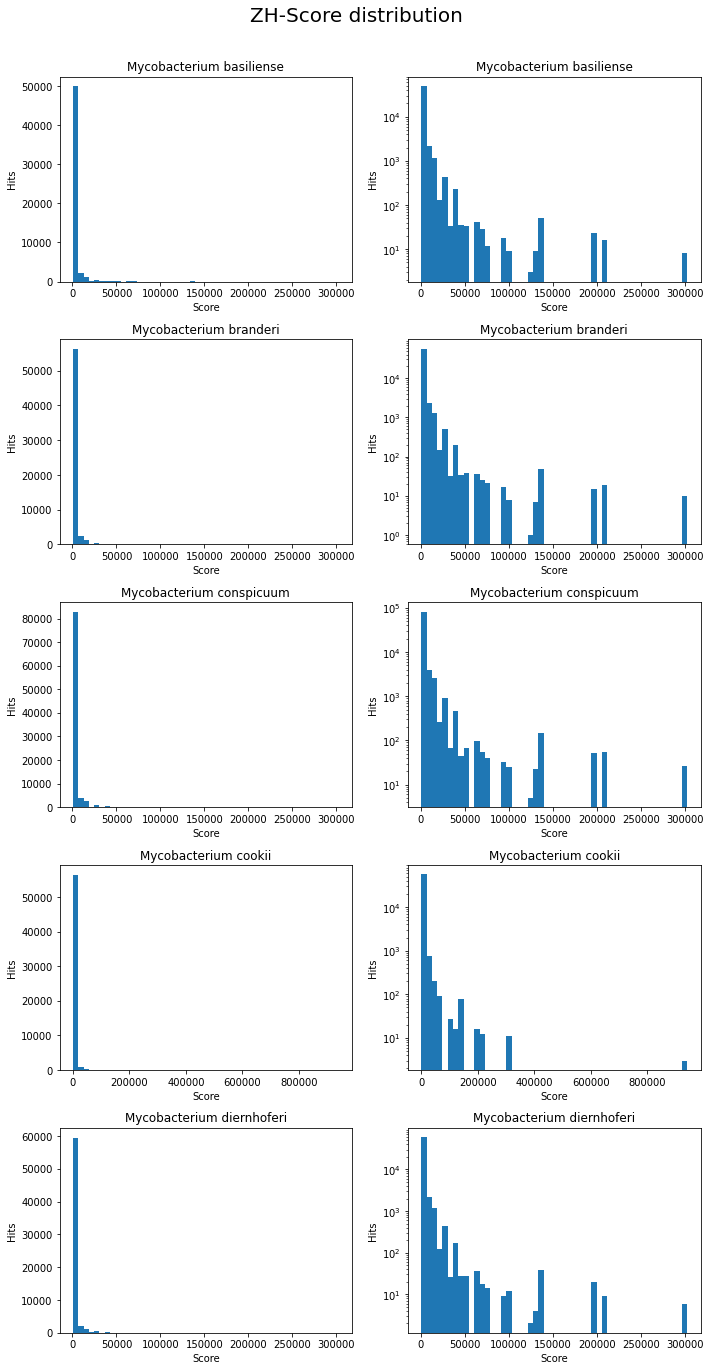 ZH-Score distribution
Mycobacterium basiliense Mycobacterium basiliense
50000
40000
30000
20000
10000
0
Hits
0 50000 100000 150000 200000 250000 300000
Score
10^4
10^3
10^2
10^1
Hits
0 50000 100000 150000 200000 250000 300000
Score
Mycobacterium branderi Mycobacterium branderi
50000
40000
30000
20000
10000
0
Hits
0 50000 100000 150000 200000 250000 300000
Score
10^4
10^3
10^2
10^1
10^0
Hits
0 50000 100000 150000 200000 250000 300000
Score
Mycobacterium conspicuum Mycobacterium conspicuum
80000
70000
60000
50000
40000
30000
20000
10000
0
Hits
0 50000 100000 150000 200000 250000 300000
Score
10^5
10^4
10^3
10^2
10^1
Hits
0 50000 100000 150000 200000 250000 300000
Score
Mycobacterium cookii Mycobacterium cookii
50000
40000
30000
20000
10000
0
Hits
0 200000 400000 600000 800000
Score
10^4
10^3
10^2
10^1
Hits
0 200000 400000 600000 800000
Score
Mycobacterium diernhoferi Mycobacterium diernhoferi
60000
50000
40000
30000
20000
10000
0
Hits
0 50000 100000 150000 200000 250000 300000
Score
10^4
10^3
10^2
10^1
Hits
0 50000 100000 150000 200000 250000 300000
Score